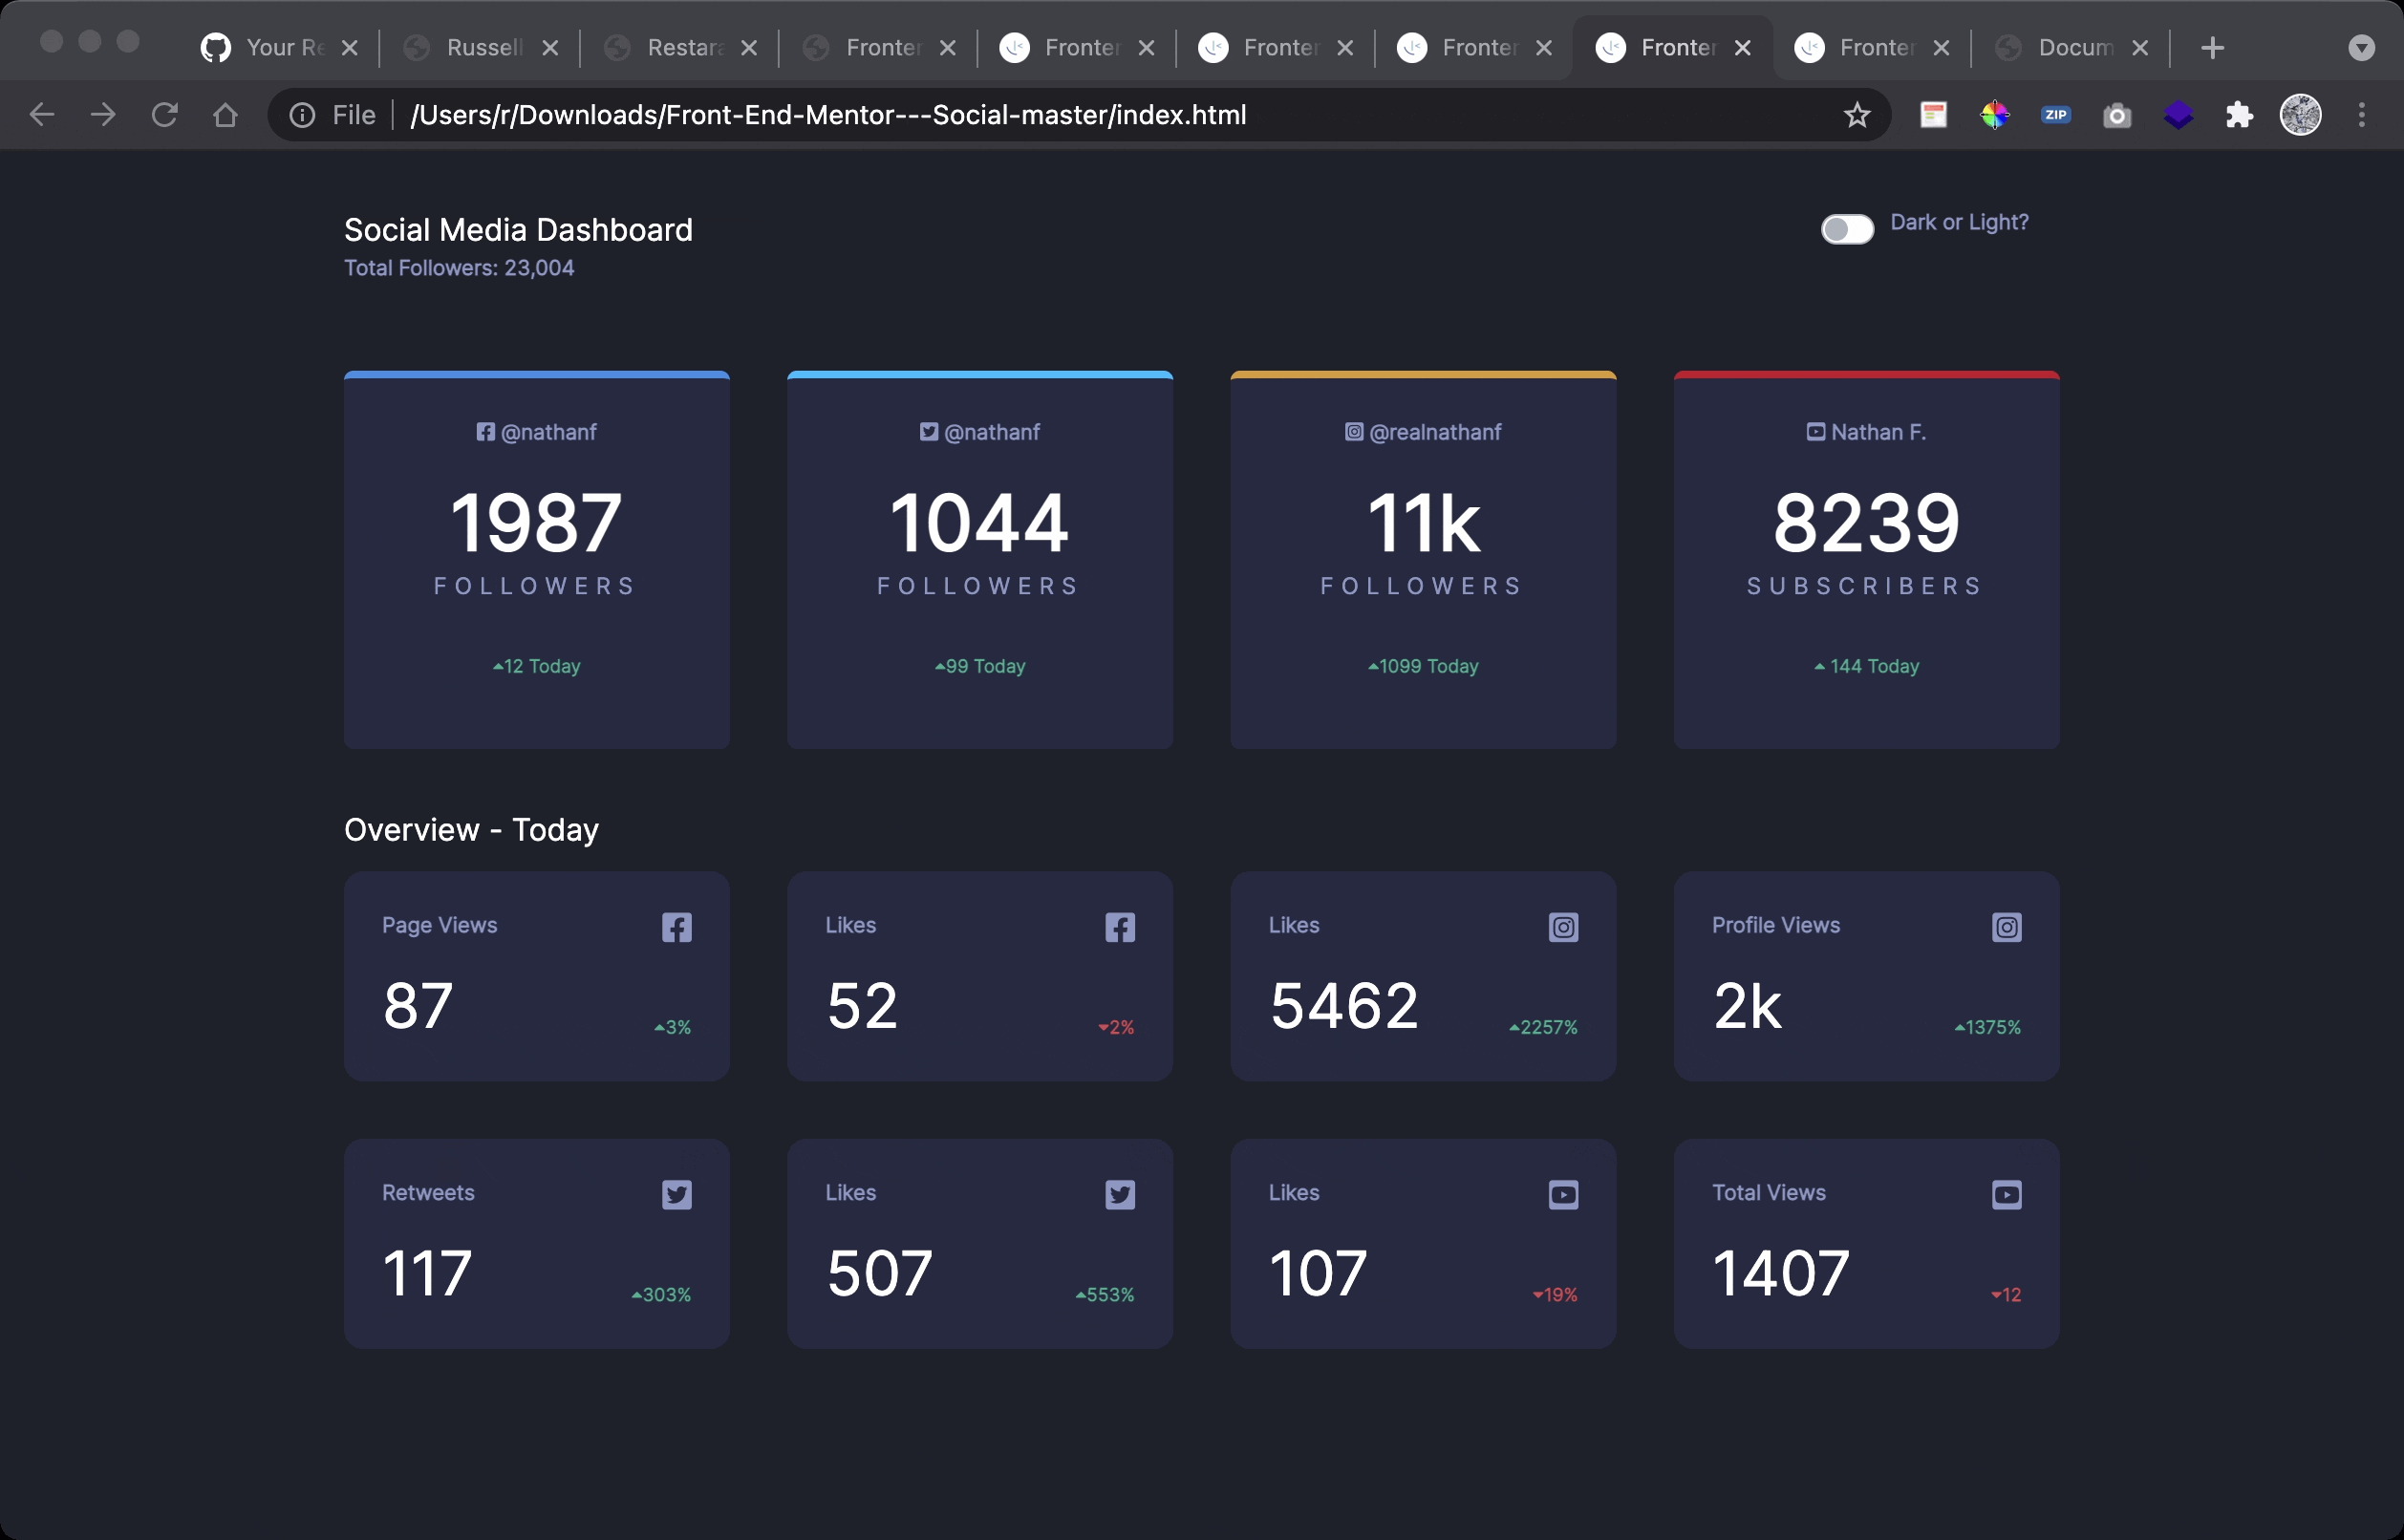 Your Re
Russell
Restara
Fronter
Fronter
Fronter
Fronter
Fronter
Fronter
Docum
File
/Users/r/Downloads/Front-End-Mentor---Social-master/index.html
ZIP
Social Media Dashboard
Dark or Light?
Total Followers: 23,004
@nathanf
1987
FOLLOWERS
12 Today
@nathanf
1044
FOLLOWERS
99 Today
@realnathanf
11k
FOLLOWERS
1099 Today
Nathan F.
8239
SUBSCRIBERS
144 Today
Overview - Today
Page Views
87
3%
Likes
52
2%
Likes
5462
2257%
Profile Views
2k
1375%
Retweets
117
303%
Likes
507
553%
Likes
107
19%
Total Views
1407
12